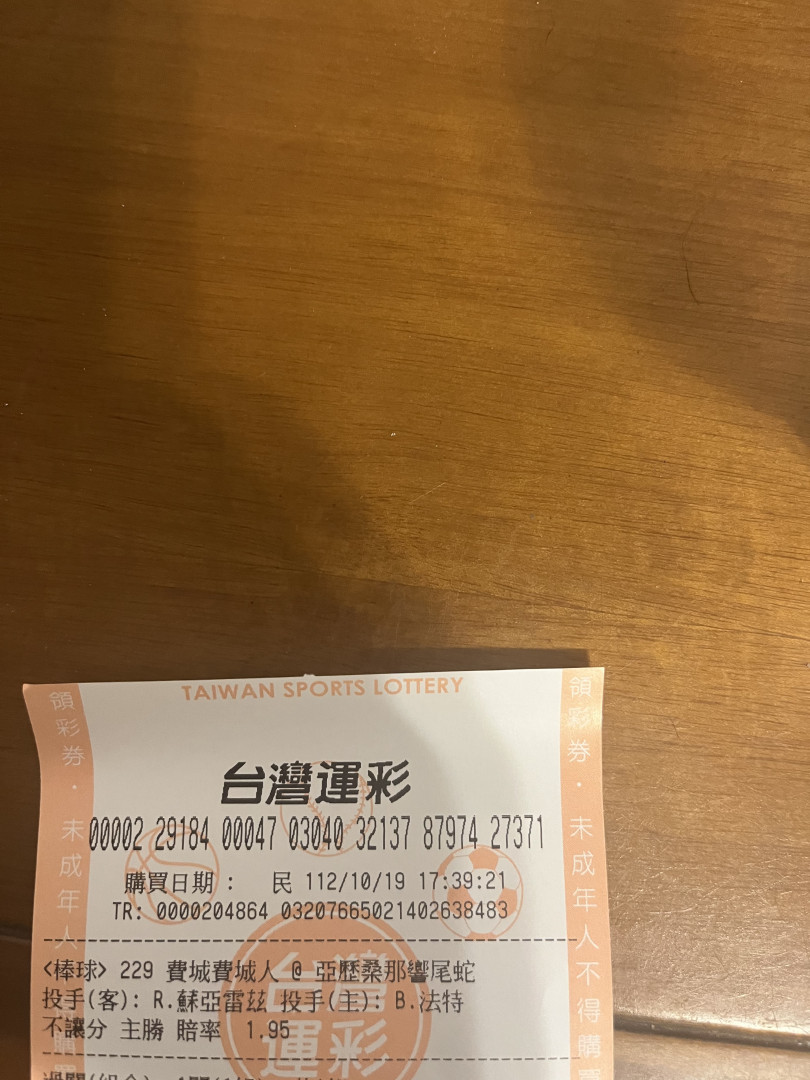 TAIWAN SPORTS LOTTERY
台灣運彩
00002 29184 00047 03040 32137 87974 27371
購買日期: 民 112/10/19 17:39:21
TR: 0000204864 03207665021402638483
<棒球> 229 費城費城人 @ 亞歷桑那響尾蛇
投手(客): R.蘇亞雷茲 投手(主): B.法特
不讓分 主勝 賠率 1.95
台灣運彩
領彩券·未成年人
領彩券·未成年人不得購買